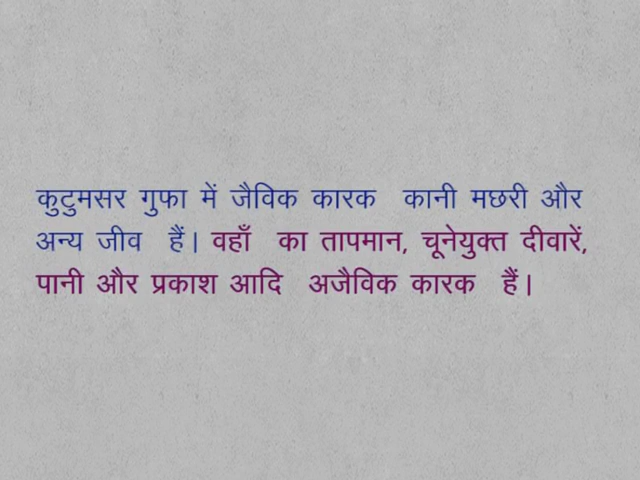 कुटुमसर गुफा में जैविक कारक कानी मछरी और
अन्य जीव हैं। वहाँ का तापमान, चूनेयुक्त दीवारें,
पानी और प्रकाश आदि अजैविक कारक हैं।